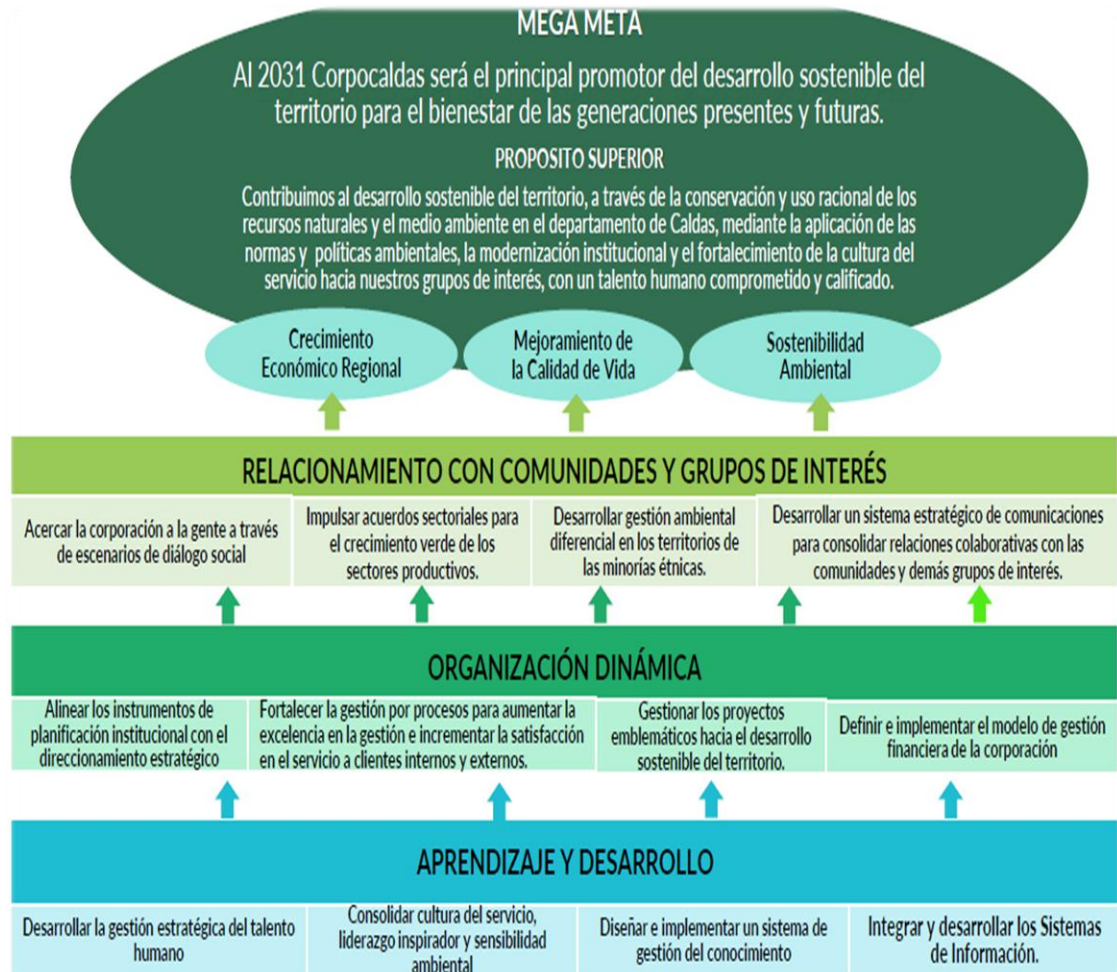 MEGA META
Al 2031 Corpocaldas será el principal promotor del desarrollo sostenible del
territorio para el bienestar de las generaciones presentes y futuras.
PROPOSITO SUPERIOR
Contribuimos al desarrollo sostenible del territorio, a través de la conservación y uso racional de los
recursos naturales y el medio ambiente en el departamento de Caldas, mediante la aplicación de las
normas y políticas ambientales, la modernización institucional y el fortalecimiento de la cultura del
servicio hacia nuestros grupos de interés, con un talento humano comprometido y calificado.
Crecimiento
Económico Regional
Mejoramiento de
la Calidad de Vida
Sostenibilidad
Ambiental
RELACIONAMIENTO CON COMUNIDADES Y GRUPOS DE INTERÉS
Acercar la corporación a la gente a través
de escenarios de diálogo social
Impulsar acuerdos sectoriales para
el crecimiento verde de los
sectores productivos.
Desarrollar gestión ambiental
diferencial en los territorios de
las minorías étnicas.
Desarrollar un sistema estratégico de comunicaciones
para consolidar relaciones colaborativas con las
comunidades y demás grupos de interés.
ORGANIZACIÓN DINÁMICA
Alinear los instrumentos de
planificación institucional con el
direccionamiento estratégico
Fortalecer la gestión por procesos para aumentar la
excelencia en la gestión e incrementar la satisfacción
en el servicio a clientes internos y externos.
Gestionar los proyectos
emblemáticos hacia el desarrollo
sostenible del territorio.
Definir e implementar el modelo de gestión
financiera de la corporación
APRENDIZAJE Y DESARROLLO
Desarrollar la gestión estratégica del talento
humano
Consolidar cultura del servicio,
liderazgo inspirador y sensibilidad
ambiental
Diseñar e implementar un sistema de
gestión del conocimiento
Integrar y desarrollar los Sistemas
de Información.